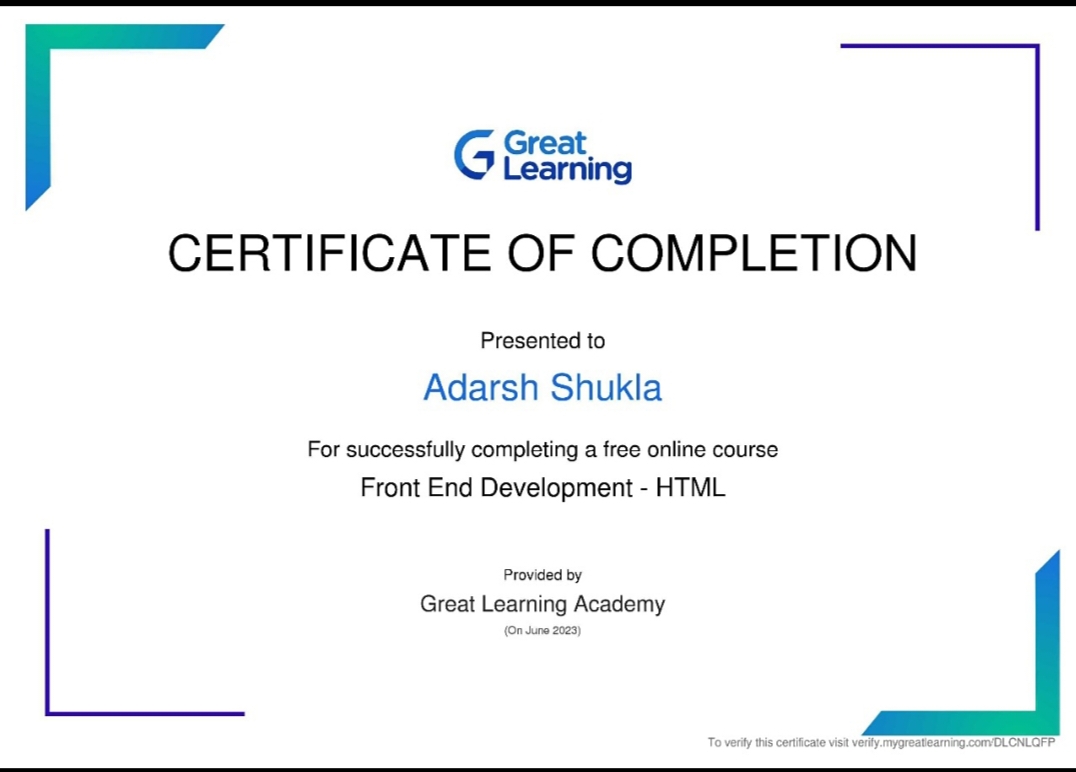 Great
Learning
CERTIFICATE OF COMPLETION
Presented to
Adarsh Shukla
For successfully completing a free online course
Front End Development - HTML
Provided by
Great Learning Academy
(On June 2023)
To verify this certificate visit verify.mygreatlearning.com/DLCNLQFP